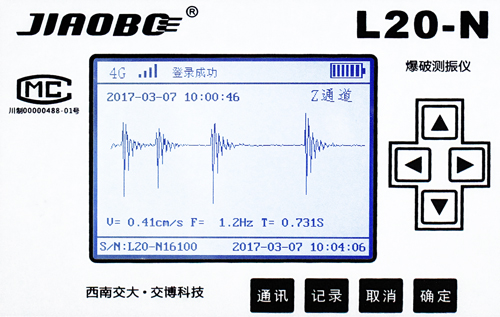 JIAOBO®
L20-N
爆破测振仪
CMC
川制00000488-01号
4G 登录成功
2017-03-07 10:00:46 Z通道
V= 0.41cm/s F= 1.2Hz T= 0.731S
S/N:L20-N16100 2017-03-07 10:04:06
西南交大·交博科技
通讯 记录 取消 确定